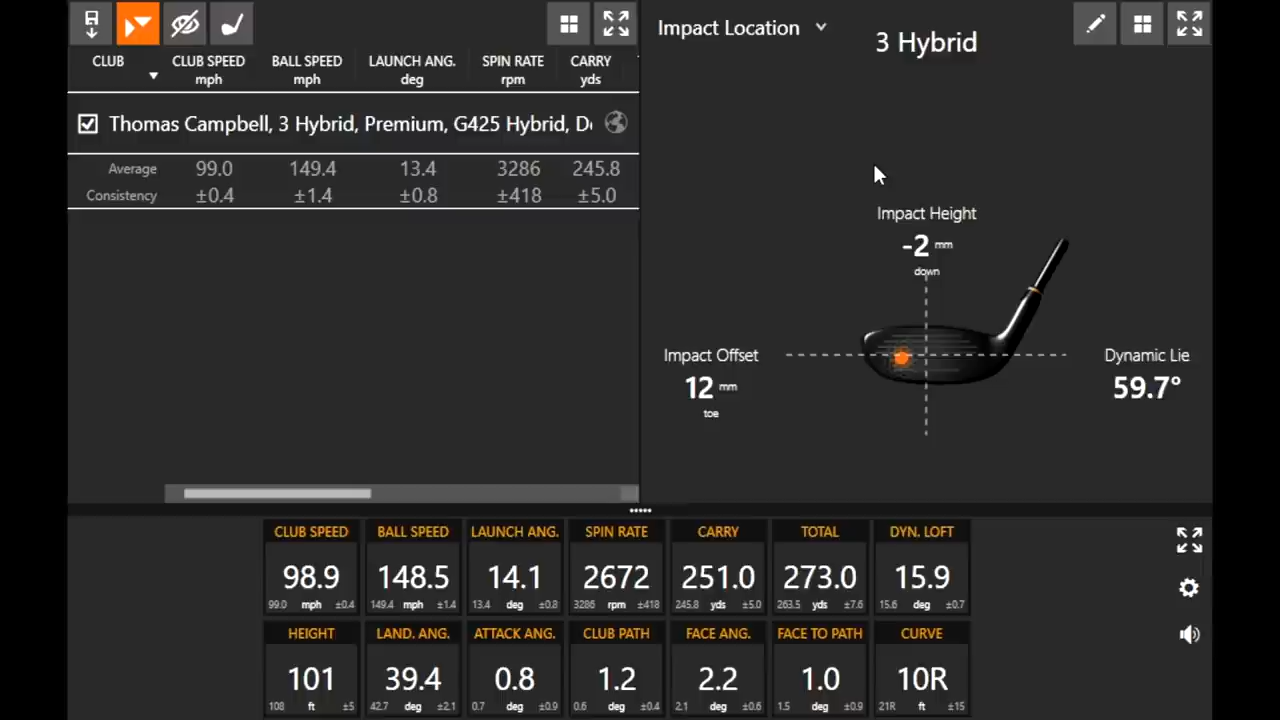 CLUB CLUB SPEED BALL SPEED LAUNCH ANG. SPIN RATE CARRY
mph mph deg rpm yds
Thomas Campbell, 3 Hybrid, Premium, G425 Hybrid, D
Average 99.0 149.4 13.4 3286 245.8
Consistency ±0.4 ±1.4 ±0.8 ±418 ±5.0
Impact Location
3 Hybrid
Impact Height
-2 mm
down
Impact Offset
12 mm
toe
Dynamic Lie
59.7°
CLUB SPEED BALL SPEED LAUNCH ANG. SPIN RATE CARRY TOTAL DYN. LOFT
98.9 148.5 14.1 2672 251.0 273.0 15.9
99.0 mph ±0.4 149.4 mph ±1.4 13.4 deg ±0.8 3286 rpm ±418 245.8 yds ±5.0 263.5 yds ±7.6 15.6 deg ±0.7
HEIGHT LAND. ANG. ATTACK ANG. CLUB PATH FACE ANG. FACE TO PATH CURVE
101 39.4 0.8 1.2 2.2 1.0 10R
108 ft ±5 42.7 deg ±2.1 0.7 deg ±0.9 0.6 deg ±0.4 2.1 deg ±0.6 1.5 deg ±0.9 21R ft ±15